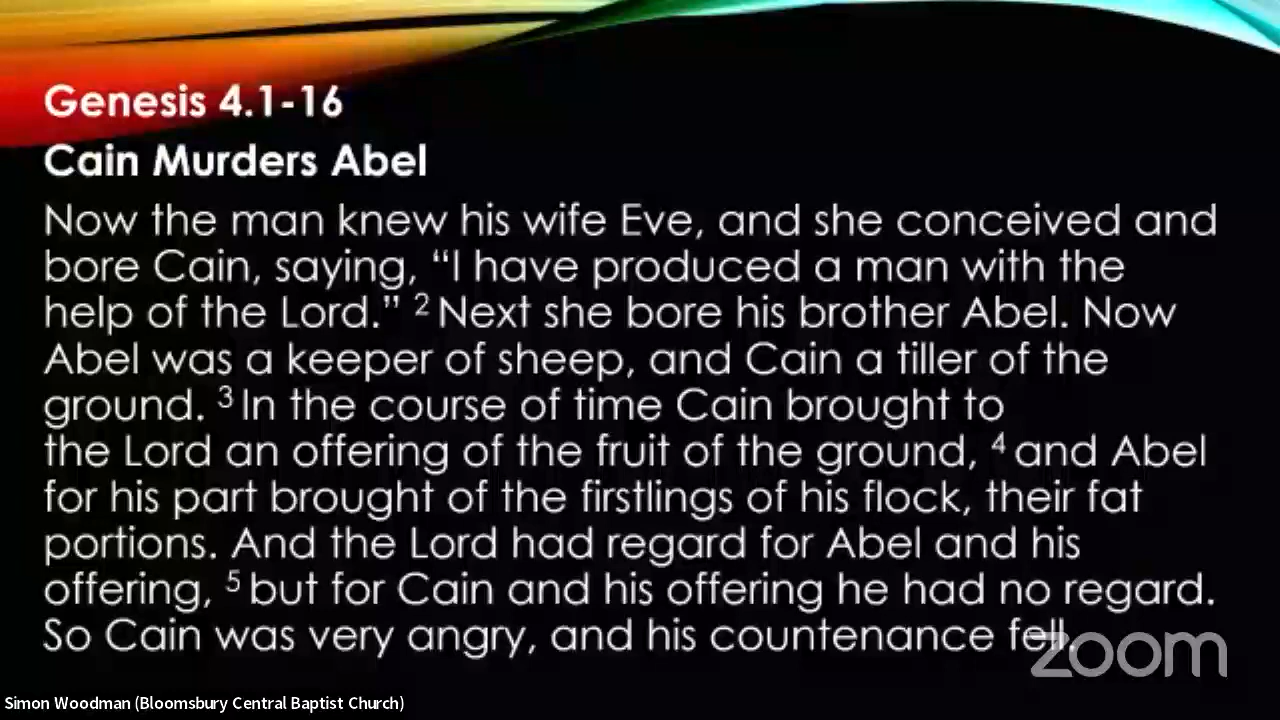 Genesis 4.1-16
Cain Murders Abel
Now the man knew his wife Eve, and she conceived and
bore Cain, saying, “I have produced a man with the
help of the Lord.” 2 Next she bore his brother Abel. Now
Abel was a keeper of sheep, and Cain a tiller of the
ground. 3 In the course of time Cain brought to
the Lord an offering of the fruit of the ground, 4 and Abel
for his part brought of the firstlings of his flock, their fat
portions. And the Lord had regard for Abel and his
offering, 5 but for Cain and his offering he had no regard.
So Cain was very angry, and his countenance fell.
zoom
Simon Woodman (Bloomsbury Central Baptist Church)